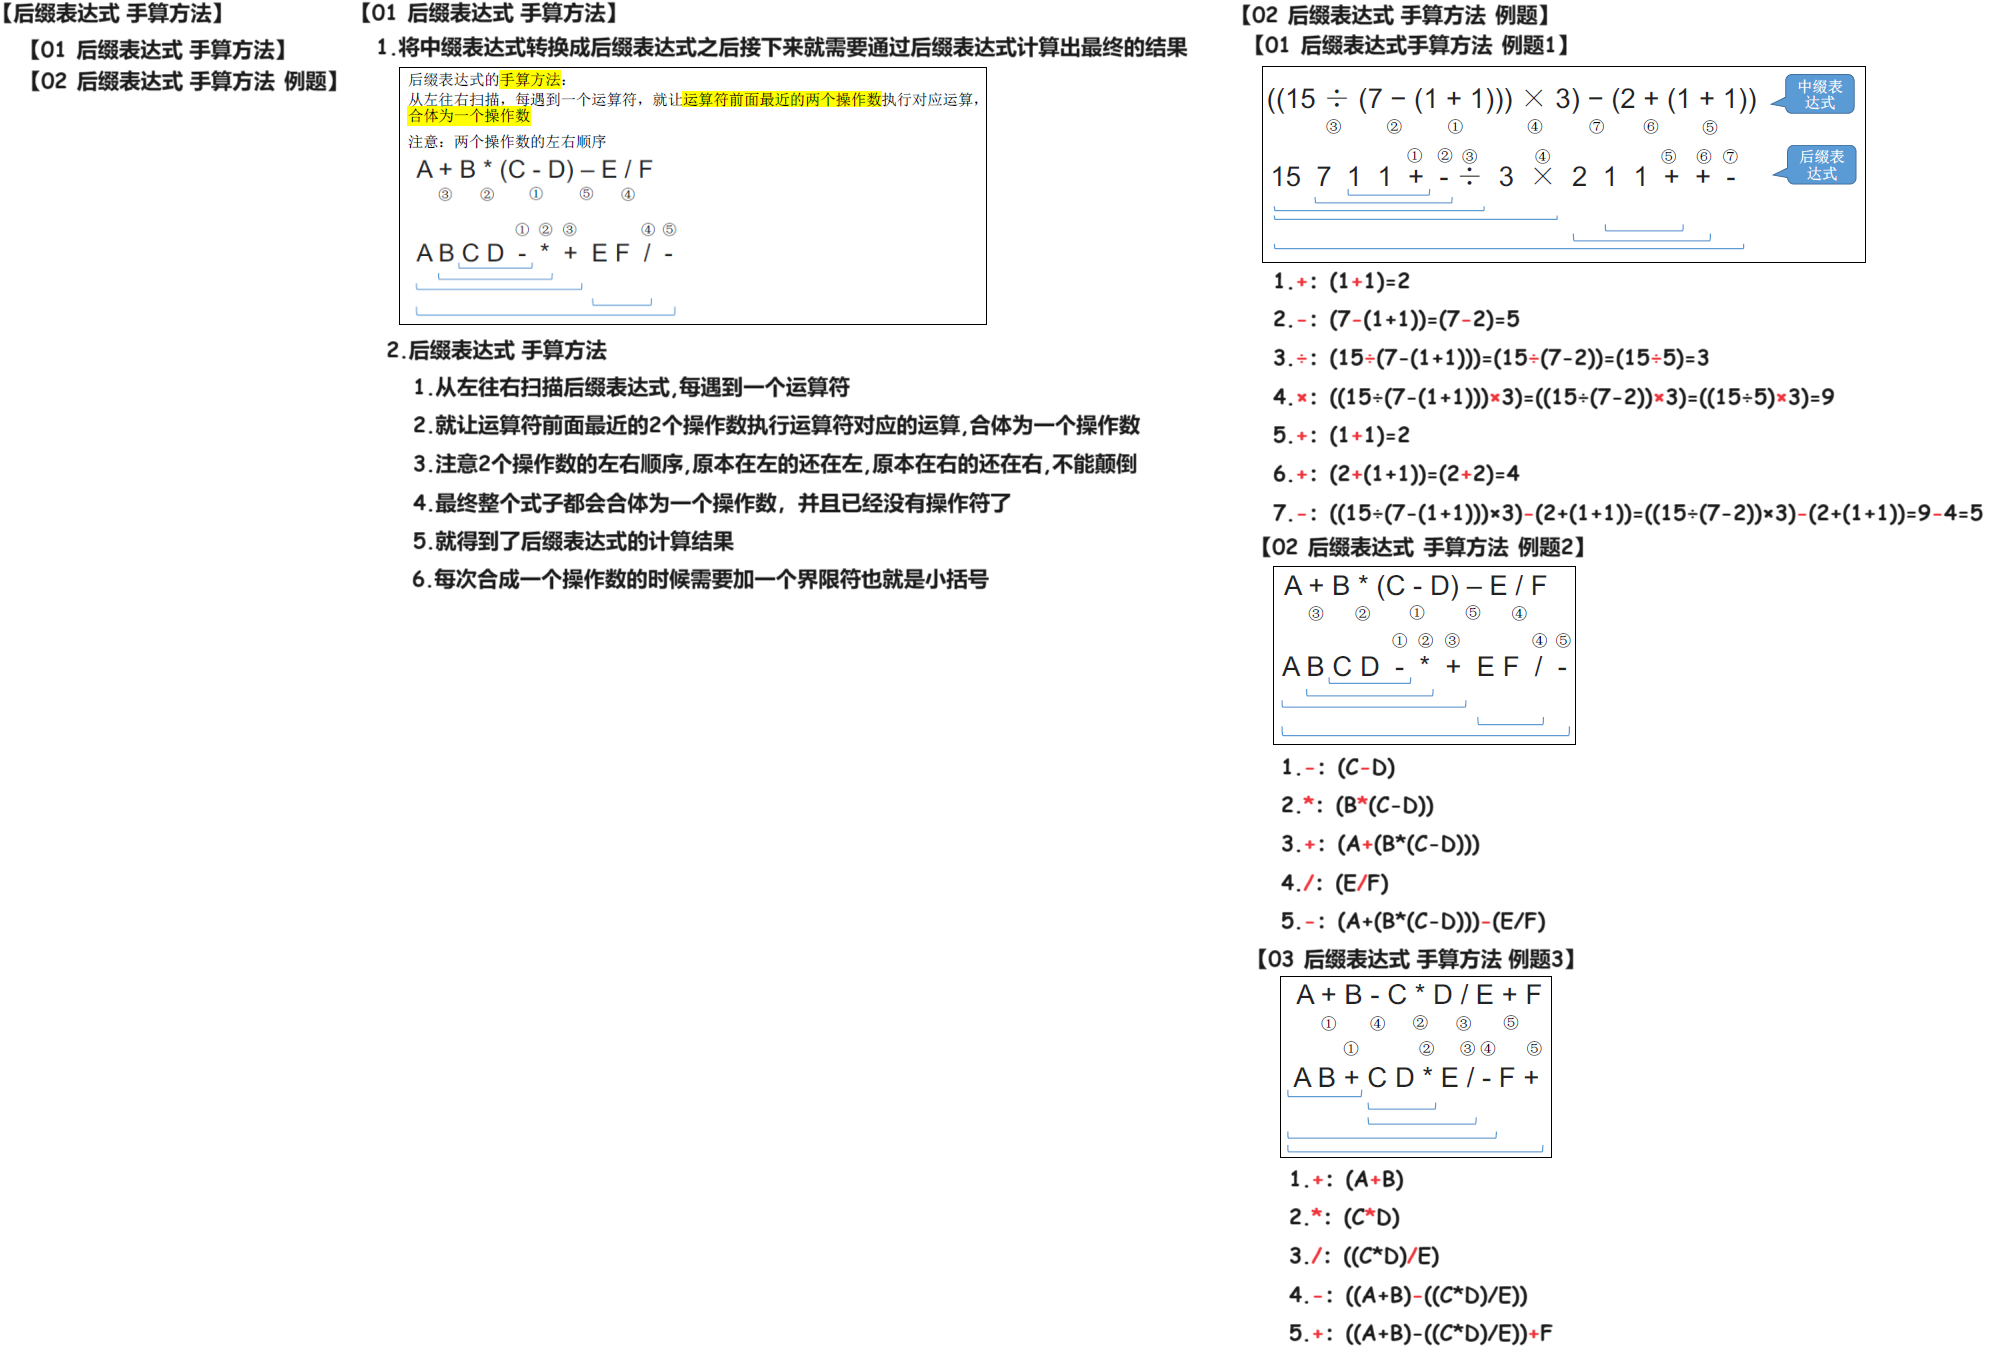 【后缀表达式 手算方法】
【01 后缀表达式 手算方法】
【02 后缀表达式 手算方法 例题】
【01 后缀表达式 手算方法】
1.将中缀表达式转换成后缀表达式之后接下来就需要通过后缀表达式计算出最终的结果
后缀表达式的手算方法：
从左往右扫描，每遇到一个运算符，就让运算符前面最近的两个操作数执行对应运算，
合体为一个操作数
注意：两个操作数的左右顺序
A + B * (C - D) – E / F
③ ② ① ⑤ ④
① ② ③ ④ ⑤
A B C D - * + E F / -
2.后缀表达式 手算方法
1.从左往右扫描后缀表达式,每遇到一个运算符
2.就让运算符前面最近的2个操作数执行运算符对应的运算,合体为一个操作数
3.注意2个操作数的左右顺序,原本在左的还在左,原本在右的还在右,不能颠倒
4.最终整个式子都会合体为一个操作数，并且已经没有操作符了
5.就得到了后缀表达式的计算结果
6.每次合成一个操作数的时候需要加一个界限符也就是小括号
【02 后缀表达式 手算方法 例题】
【01 后缀表达式手算方法 例题1】
((15 ÷ (7 − (1 + 1))) × 3) − (2 + (1 + 1))
中缀表
达式
③ ② ① ④ ⑦ ⑥ ⑤
① ② ③ ④ ⑤ ⑥ ⑦
15 7 1 1 + - ÷ 3 × 2 1 1 + + -
后缀表
达式
1.+: (1+1)=2
2.-: (7-(1+1))=(7-2)=5
3.÷: (15÷(7-(1+1)))=(15÷(7-2))=(15÷5)=3
4.×: ((15÷(7-(1+1)))×3)=((15÷(7-2))×3)=((15÷5)×3)=9
5.+: (1+1)=2
6.+: (2+(1+1))=(2+2)=4
7.-: ((15÷(7-(1+1)))×3)-(2+(1+1))=((15÷(7-2))×3)-(2+(1+1))=9-4=5
【02 后缀表达式 手算方法 例题2】
A + B * (C - D) – E / F
③ ② ① ⑤ ④
① ② ③ ④ ⑤
A B C D - * + E F / -
1.-: (C-D)
2.*: (B*(C-D))
3.+: (A+(B*(C-D)))
4./: (E/F)
5.-: (A+(B*(C-D)))-(E/F)
【03 后缀表达式 手算方法 例题3】
A + B - C * D / E + F
① ④ ② ③ ⑤
① ② ③ ④ ⑤
A B + C D * E / - F +
1.+: (A+B)
2.*: (C*D)
3./: ((C*D)/E)
4.-: ((A+B)-((C*D)/E))
5.+: ((A+B)-((C*D)/E))+F